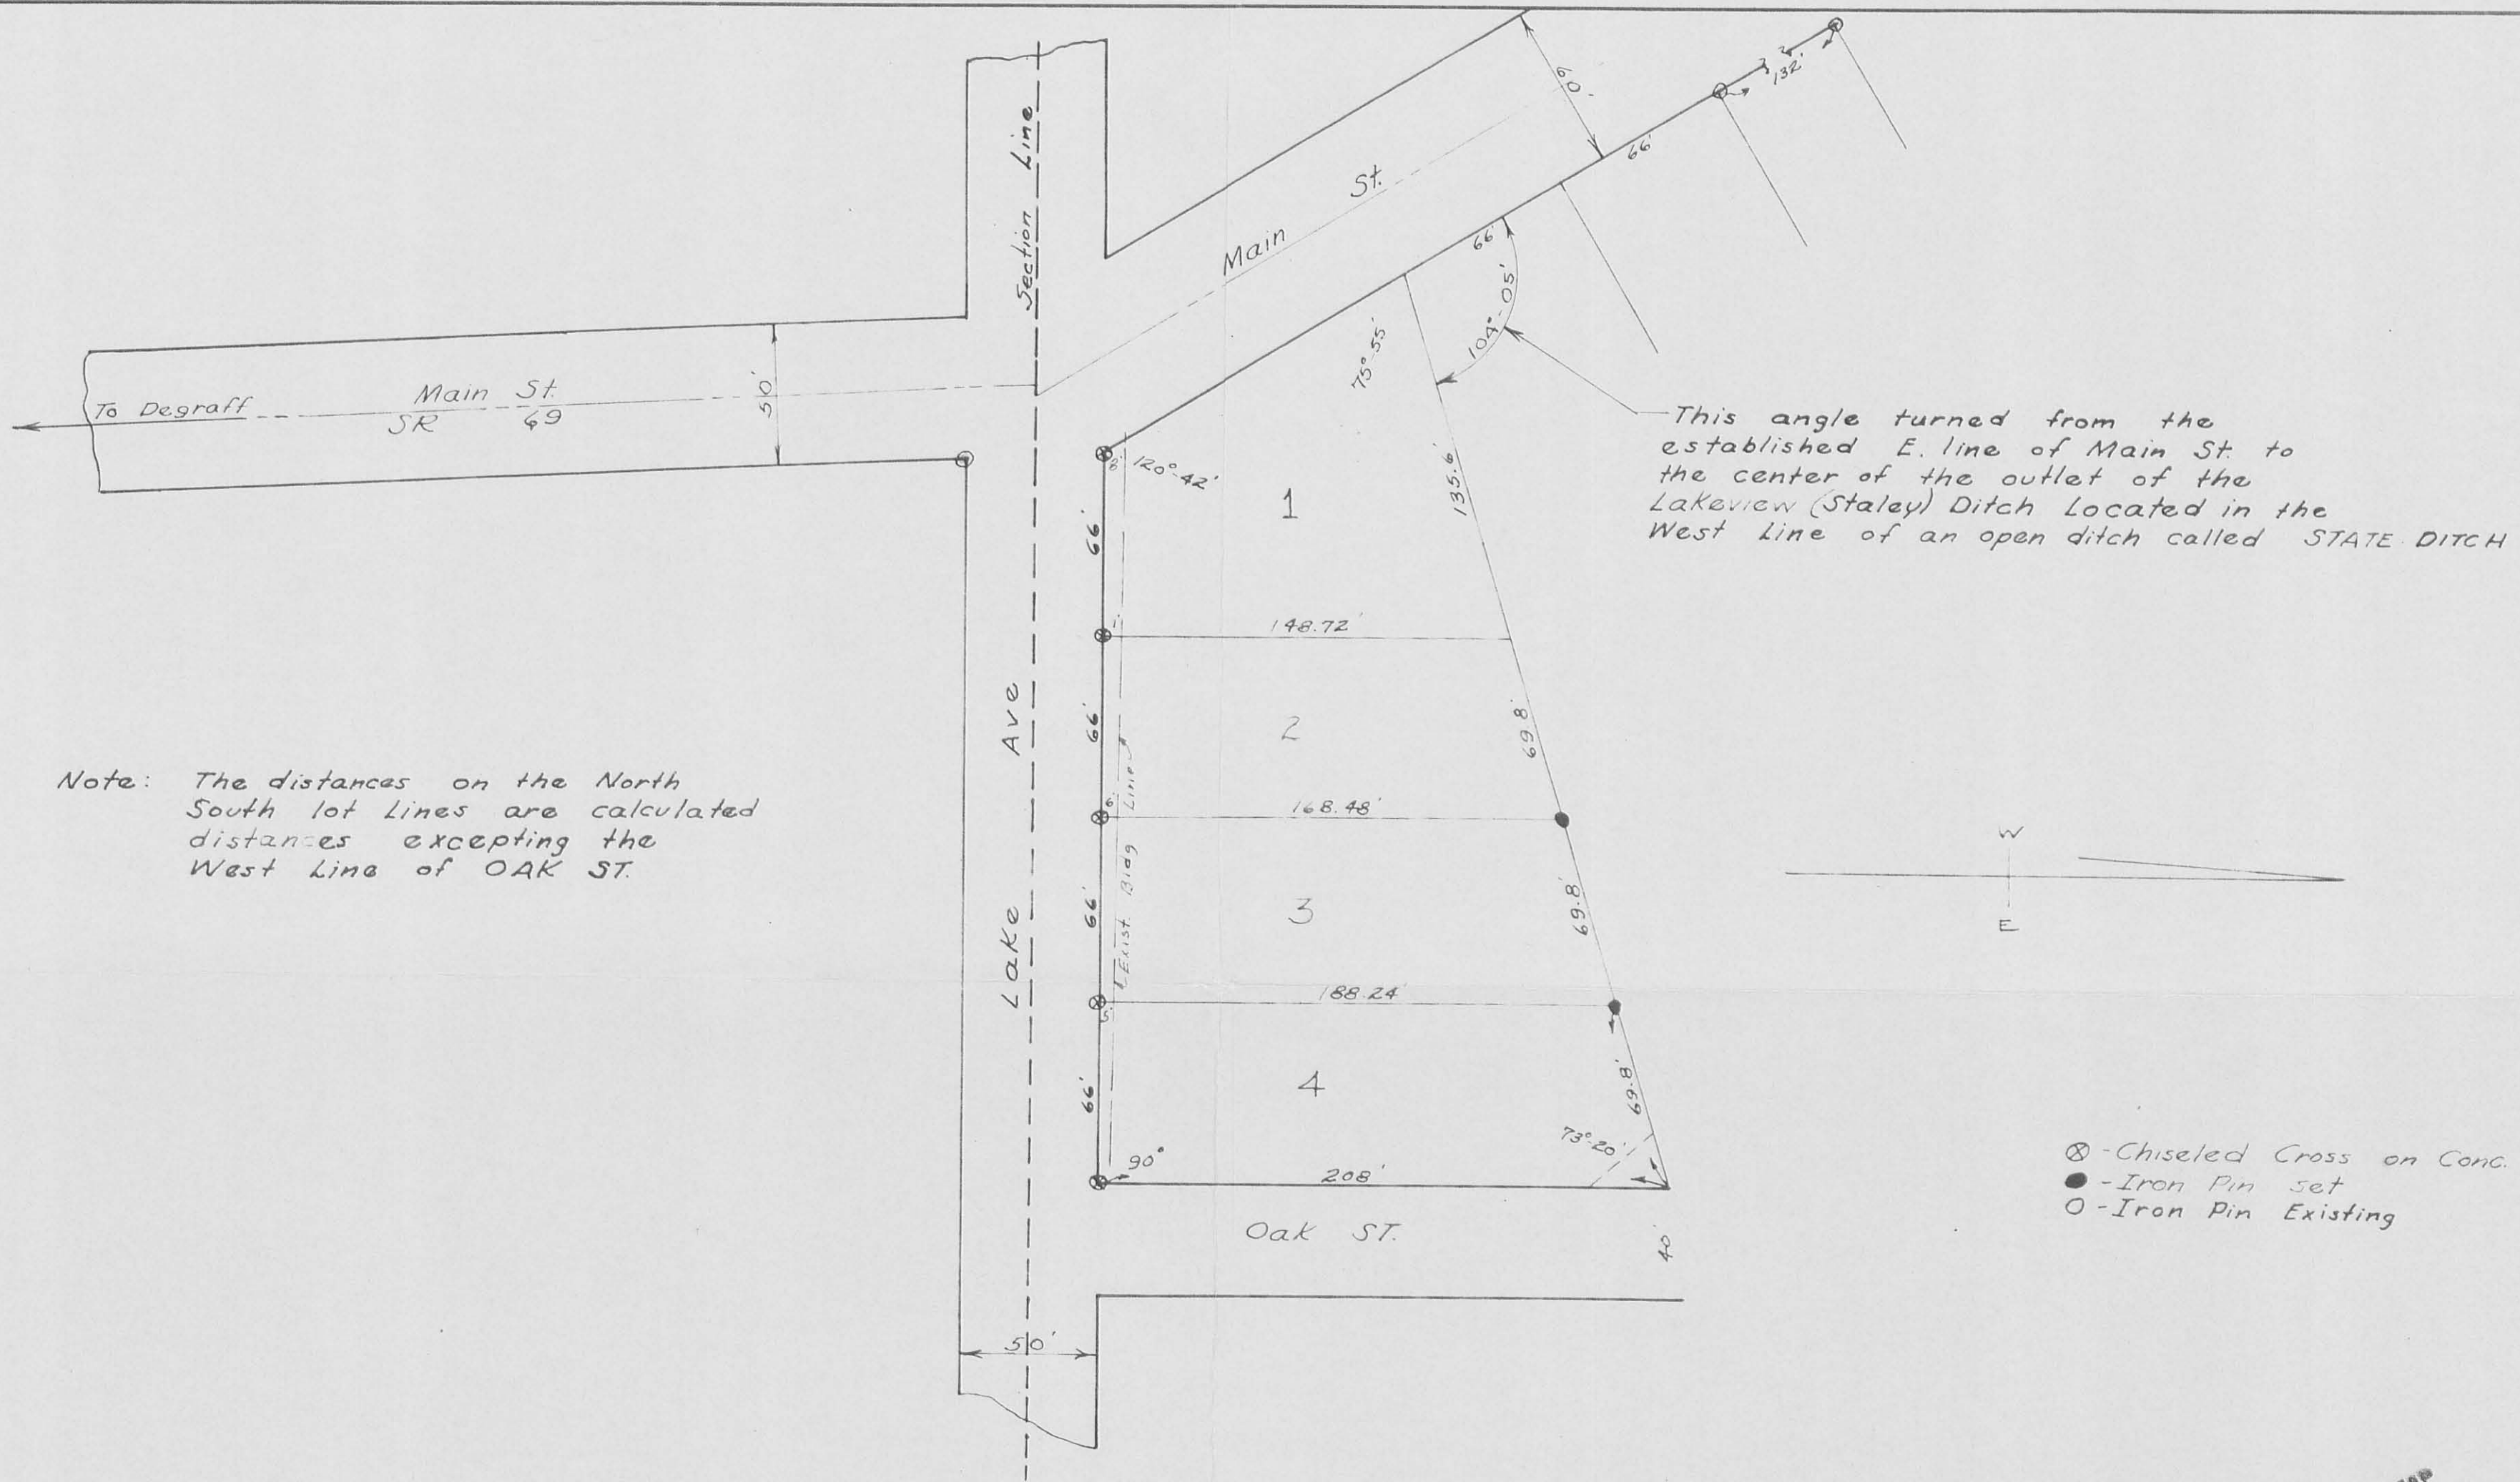 60'
132'
66'
Section Line
Main St.
66'
104°-05'
75°-55'
50'
To Degraff
Main St.
SR 69
This angle turned from the
established E. line of Main St. to
the center of the outlet of the
Lakeview (Staley) Ditch Located in the
West Line of an open ditch called STATE DITCH
8'
120°-42'
135.6'
1
66'
7'
148.72'
Lake Ave
66'
2
69.8'
Exist. Bldg Line
6'
168.48'
Note: The distances on the North
South lot Lines are calculated
distances excepting the
West Line of OAK ST.
W
E
66'
3
69.8'
188.24'
5'
66'
4
69.8'
73°-20'
90°
208'
Oak ST.
40
50'
⊗ - Chiseled Cross on Conc.
● - Iron Pin set
O - Iron Pin Existing